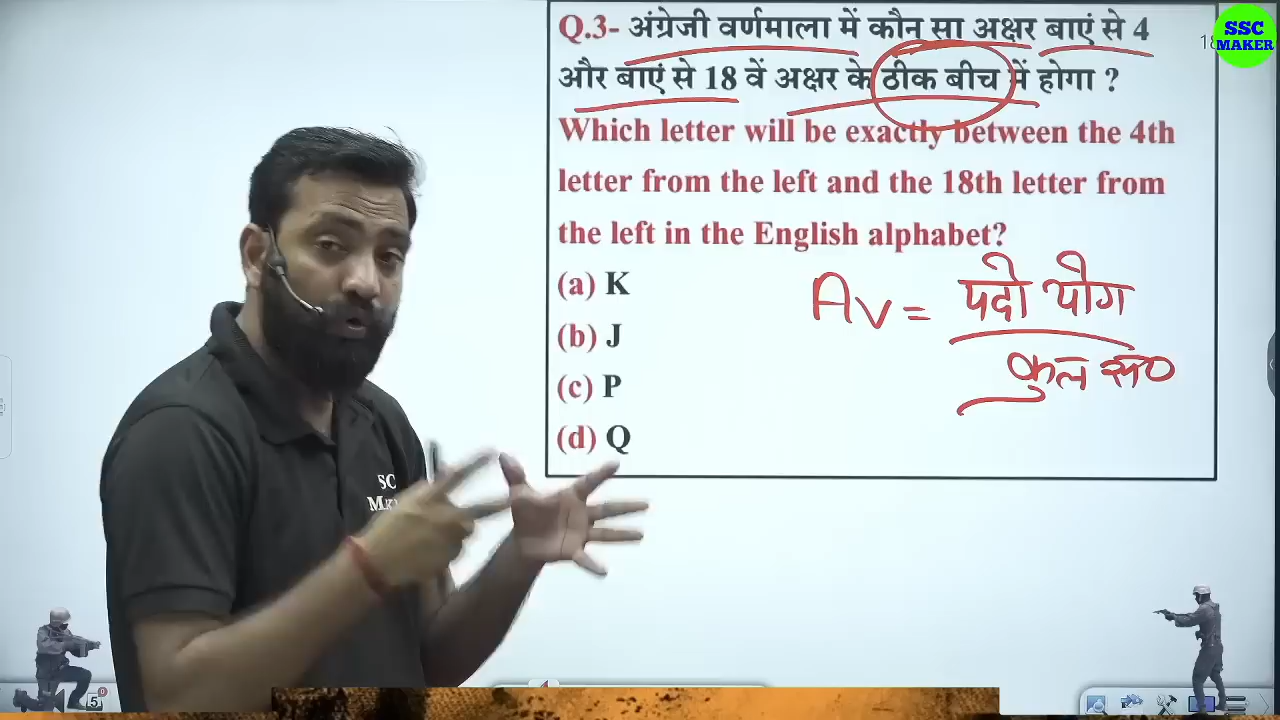 Q.3- अंग्रेजी वर्णमाला में कौन सा अक्षर बाएं से 4
और बाएं से 18 वें अक्षर के ठीक बीच में होगा ?
Which letter will be exactly between the 4th
letter from the left and the 18th letter from
the left in the English alphabet?
(a) K
(b) J
(c) P
(d) Q
Av = पदो योग
कुल सं०
SSC
MAKER
SC
5